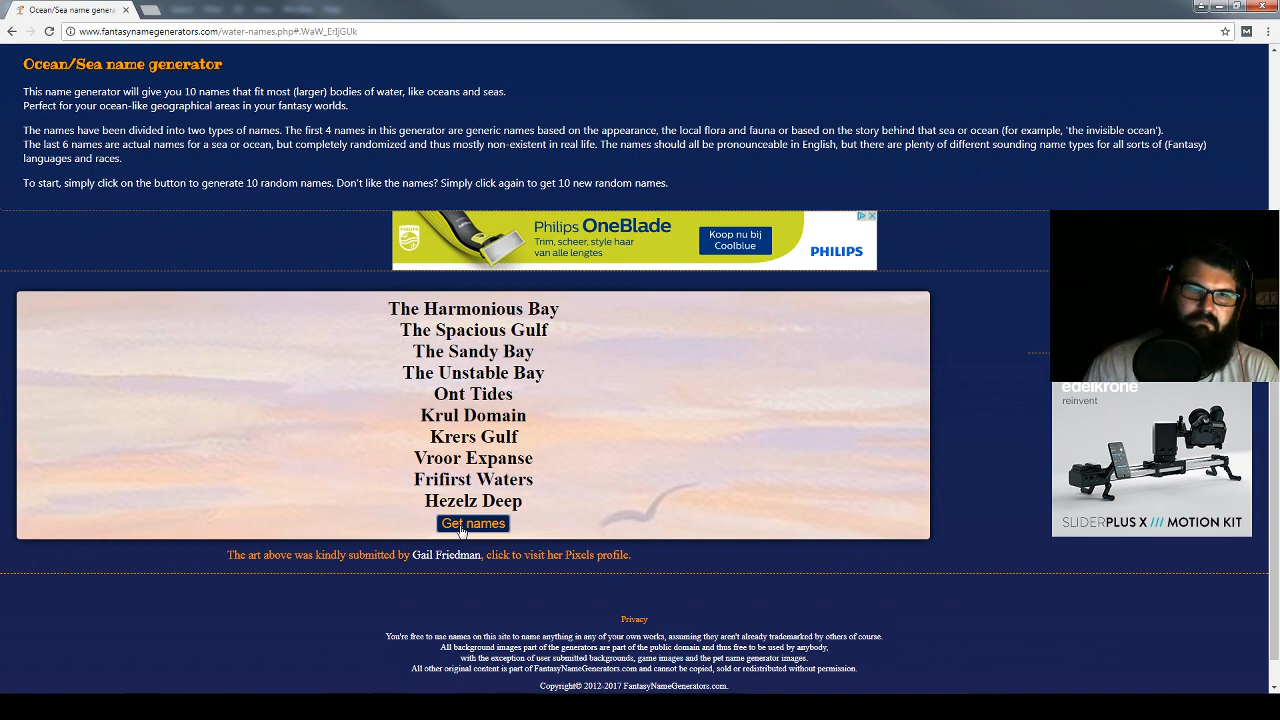 Ocean/Sea name genera
www.fantasynamegenerators.com/water-names.php#.WaW_ErIjGUk
Ocean/Sea name generator
This name generator will give you 10 names that fit most (larger) bodies of water, like oceans and seas.
Perfect for your ocean-like geographical areas in your fantasy worlds.
The names have been divided into two types of names. The first 4 names in this generator are generic names based on the appearance, the local flora and fauna or based on the story behind that sea or ocean (for example, 'the invisible ocean').
The last 6 names are actual names for a sea or ocean, but completely randomized and thus mostly non-existent in real life. The names should all be pronounceable in English, but there are plenty of different sounding name types for all sorts of (Fantasy)
languages and races.
To start, simply click on the button to generate 10 random names. Don't like the names? Simply click again to get 10 new random names.
PHILIPS
Philips OneBlade
Trim, scheer, style haar
van alle lengtes
Koop nu bij
Coolblue
PHILIPS
The Harmonious Bay
The Spacious Gulf
The Sandy Bay
The Unstable Bay
Ont Tides
Krul Domain
Krers Gulf
Vroor Expanse
Frifirst Waters
Hezelz Deep
Get names
edelkrone
reinvent
SLIDERPLUS X /// MOTION KIT
The art above was kindly submitted by Gail Friedman, click to visit her Pixels profile.
Privacy
You're free to use names on this site to name anything in any of your own works, assuming they aren't already trademarked by others of course.
All background images part of the generators are part of the public domain and thus free to be used by anybody,
with the exception of user submitted backgrounds, game images and the pet name generator images.
All other original content is part of FantasyNameGenerators.com and cannot be copied, sold or redistributed without permission.
Copyright© 2012-2017 FantasyNameGenerators.com.